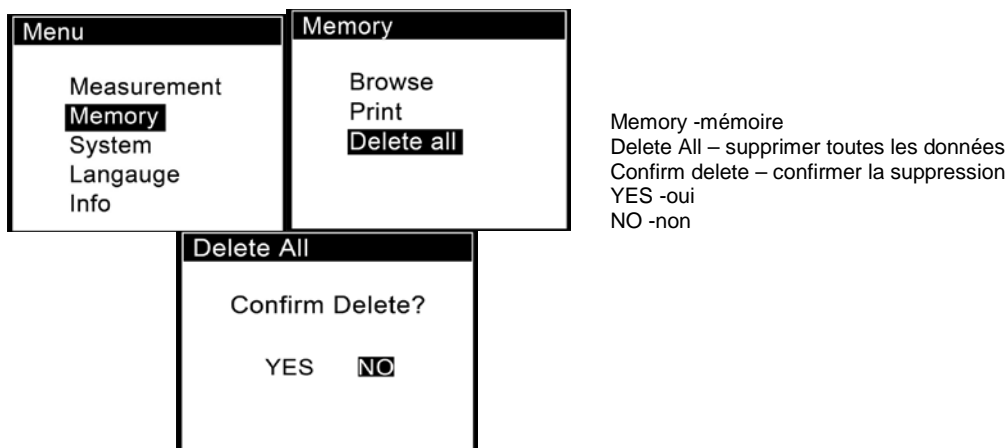 Menu
Measurement
Memory
System
Langauge
Info
Memory
Browse
Print
Delete all
Memory -mémoire
Delete All – supprimer toutes les données
Confirm delete – confirmer la suppression
YES -oui
NO -non
Delete All
Confirm Delete?
YES NO